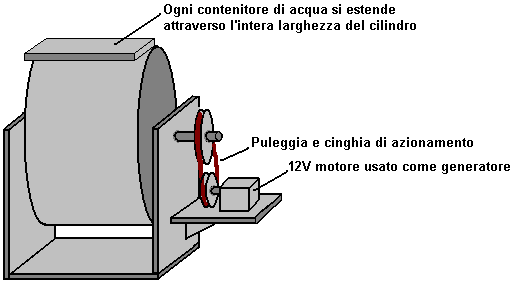 Ogni contenitore di acqua si estende
attraverso l'intera larghezza del cilindro
Puleggia e cinghia di azionamento
12V motore usato come generatore